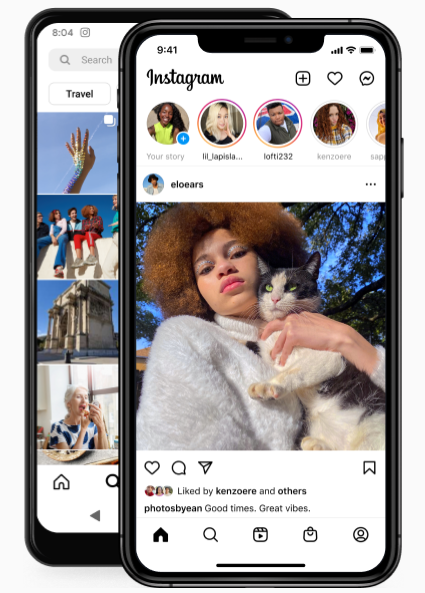 8:04
Search
Travel
9:41
Instagram
Your story
lil_lapisla...
lofti232
kenzoere
sapp
eloears
Liked by kenzoere and others
photosbyean Good times. Great vibes.